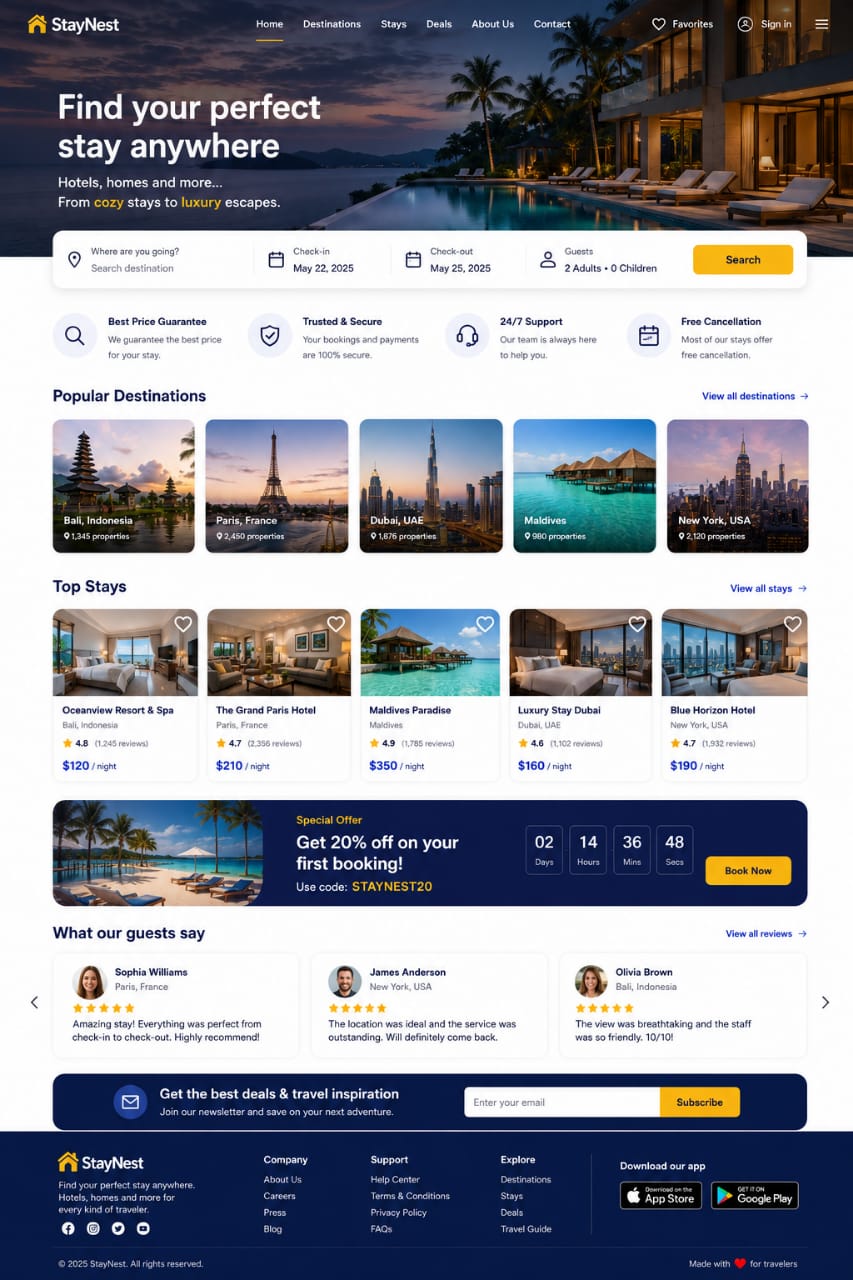 StayNest
Home Destinations Stays Deals About Us Contact
Favorites Sign in
Find your perfect
stay anywhere
Hotels, homes and more...
From cozy stays to luxury escapes.
Where are you going?
Search destination
Check-in
May 22, 2025
Check-out
May 25, 2025
Guests
2 Adults • 0 Children
Search
Best Price Guarantee
We guarantee the best price
for your stay.
Trusted & Secure
Your bookings and payments
are 100% secure.
24/7 Support
Our team is always here
to help you.
Free Cancellation
Most of our stays offer
free cancellation.
Popular Destinations
View all destinations →
Bali, Indonesia
1,345 properties
Paris, France
2,450 properties
Dubai, UAE
1,876 properties
Maldives
980 properties
New York, USA
2,120 properties
Top Stays
View all stays →
Oceanview Resort & Spa
Bali, Indonesia
4.8 (1,245 reviews)
$120 / night
The Grand Paris Hotel
Paris, France
4.7 (2,356 reviews)
$210 / night
Maldives Paradise
Maldives
4.9 (1,785 reviews)
$350 / night
Luxury Stay Dubai
Dubai, UAE
4.6 (1,102 reviews)
$160 / night
Blue Horizon Hotel
New York, USA
4.7 (1,932 reviews)
$190 / night
Special Offer
Get 20% off on your
first booking!
Use code: STAYNEST20
02
Days
14
Hours
36
Mins
48
Secs
Book Now
What our guests say
View all reviews →
Sophia Williams
Paris, France
Amazing stay! Everything was perfect from
check-in to check-out. Highly recommend!
James Anderson
New York, USA
The location was ideal and the service was
outstanding. Will definitely come back.
Olivia Brown
Bali, Indonesia
The view was breathtaking and the staff
was so friendly. 10/10!
Get the best deals & travel inspiration
Join our newsletter and save on your next adventure.
Enter your email
Subscribe
StayNest
Find your perfect stay anywhere.
Hotels, homes and more for
every kind of traveler.
Company
About Us
Careers
Press
Blog
Support
Help Center
Terms & Conditions
Privacy Policy
FAQs
Explore
Destinations
Stays
Deals
Travel Guide
Download our app
Download on the
App Store
GET IT ON
Google Play
© 2025 StayNest. All rights reserved.
Made with ❤ for travelers